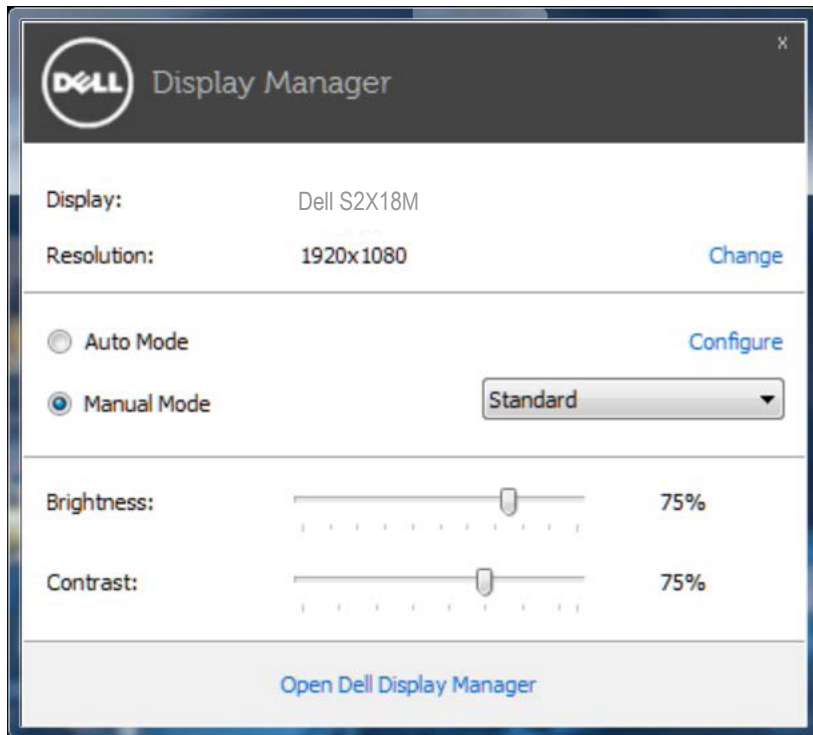 x
DELL Display Manager
Display: Dell S2X18M
Resolution: 1920x1080 Change
Auto Mode Configure
Manual Mode Standard
Brightness: 75%
Contrast: 75%
Open Dell Display Manager